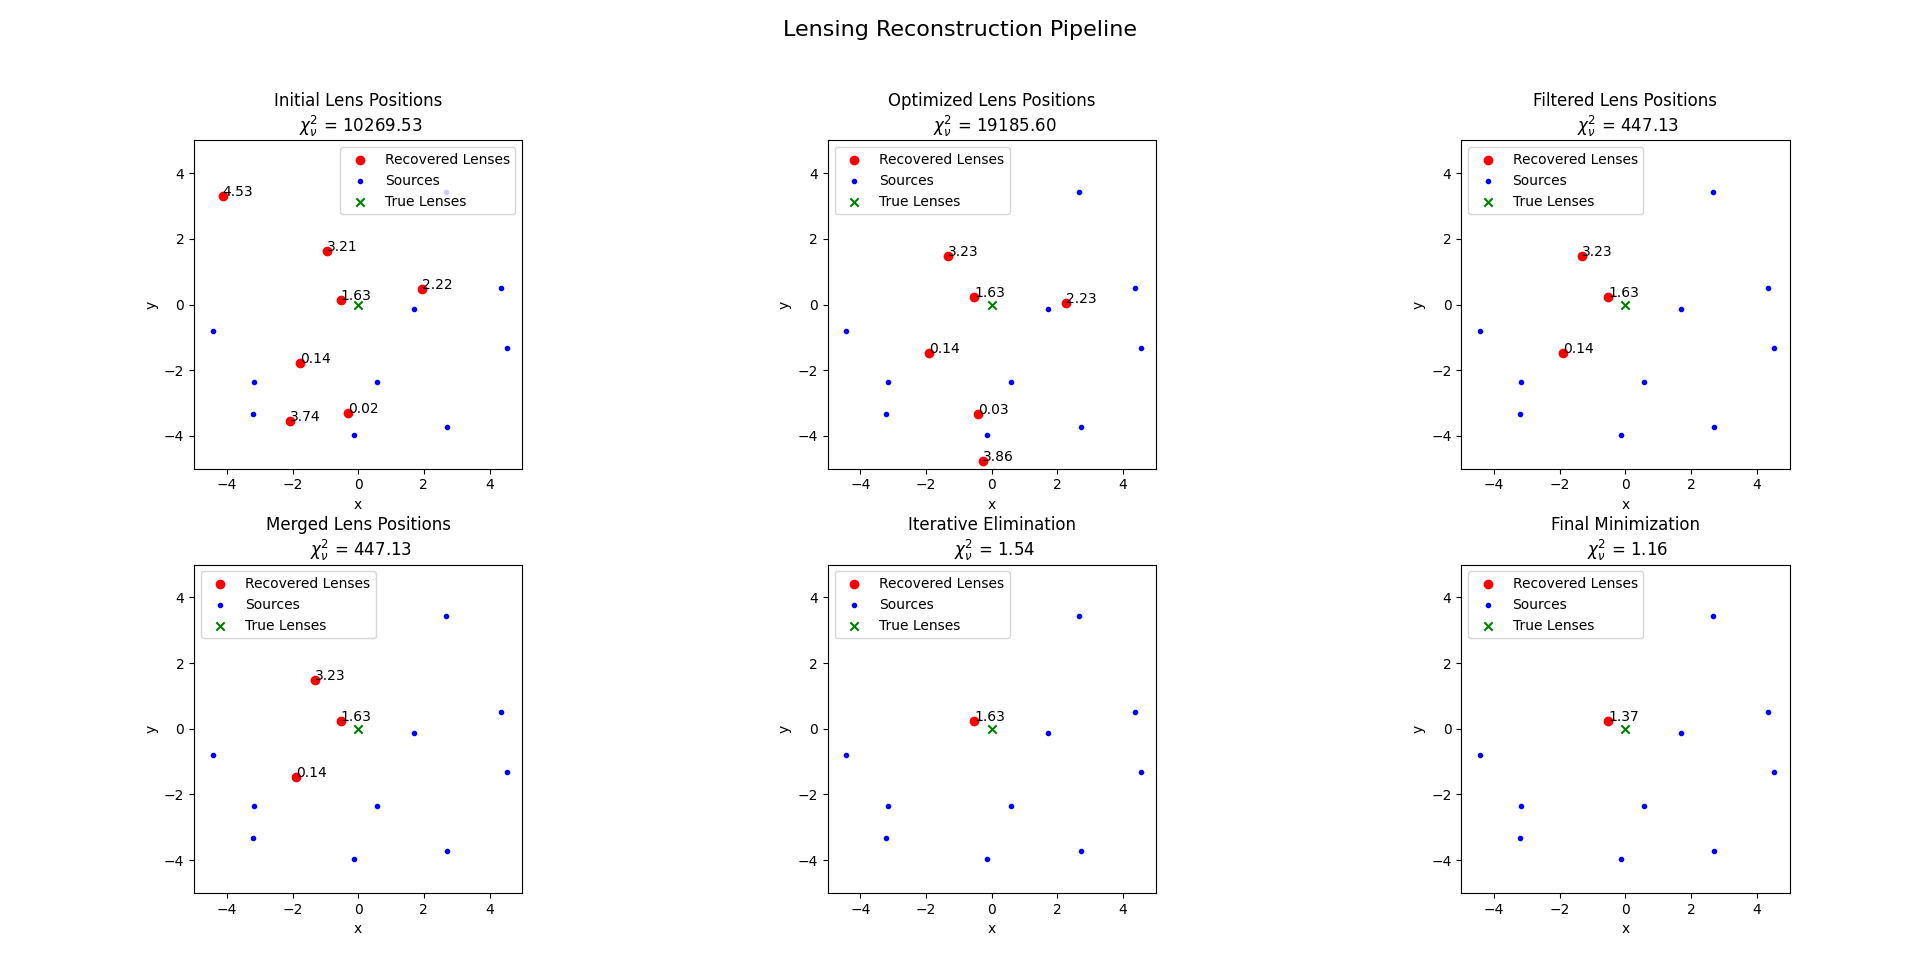 Lensing Reconstruction Pipeline
Initial Lens Positions
χ²ᵥ = 10269.53
Recovered Lenses
Sources
True Lenses
4.53
3.21
2.22
1.63
0.14
3.74
0.02
4
2
0
−2
−4
y
−4 −2 0 2 4
x
Optimized Lens Positions
χ²ᵥ = 19185.60
Recovered Lenses
Sources
True Lenses
3.23
1.63
2.23
0.14
0.03
3.86
4
2
0
−2
−4
y
−4 −2 0 2 4
x
Filtered Lens Positions
χ²ᵥ = 447.13
Recovered Lenses
Sources
True Lenses
3.23
1.63
0.14
4
2
0
−2
−4
y
−4 −2 0 2 4
x
Merged Lens Positions
χ²ᵥ = 447.13
Recovered Lenses
Sources
True Lenses
3.23
1.63
0.14
4
2
0
−2
−4
y
−4 −2 0 2 4
x
Iterative Elimination
χ²ᵥ = 1.54
Recovered Lenses
Sources
True Lenses
1.63
4
2
0
−2
−4
y
−4 −2 0 2 4
x
Final Minimization
χ²ᵥ = 1.16
Recovered Lenses
Sources
True Lenses
1.37
4
2
0
−2
−4
y
−4 −2 0 2 4
x